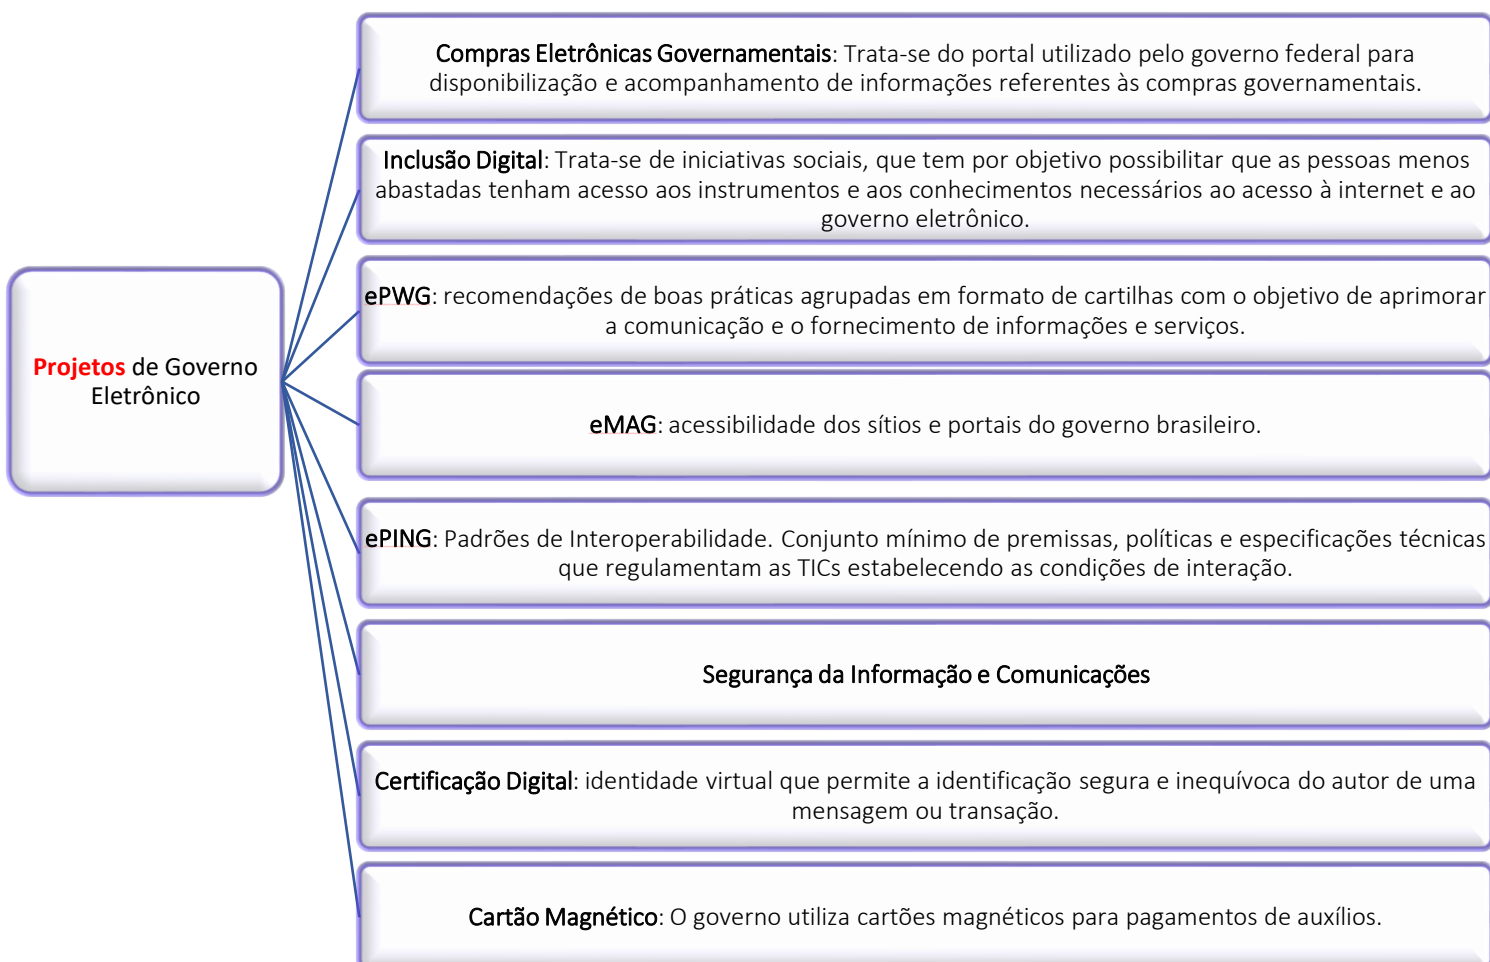 Compras Eletrônicas Governamentais: Trata-se do portal utilizado pelo governo federal para
disponibilização e acompanhamento de informações referentes às compras governamentais.
Inclusão Digital: Trata-se de iniciativas sociais, que tem por objetivo possibilitar que as pessoas menos
abastadas tenham acesso aos instrumentos e aos conhecimentos necessários ao acesso à internet e ao
governo eletrônico.
ePWG: recomendações de boas práticas agrupadas em formato de cartilhas com o objetivo de aprimorar
a comunicação e o fornecimento de informações e serviços.
Projetos de Governo
Eletrônico
eMAG: acessibilidade dos sítios e portais do governo brasileiro.
ePING: Padrões de Interoperabilidade. Conjunto mínimo de premissas, políticas e especificações técnicas
que regulamentam as TICs estabelecendo as condições de interação.
Segurança da Informação e Comunicações
Certificação Digital: identidade virtual que permite a identificação segura e inequívoca do autor de uma
mensagem ou transação.
Cartão Magnético: O governo utiliza cartões magnéticos para pagamentos de auxílios.